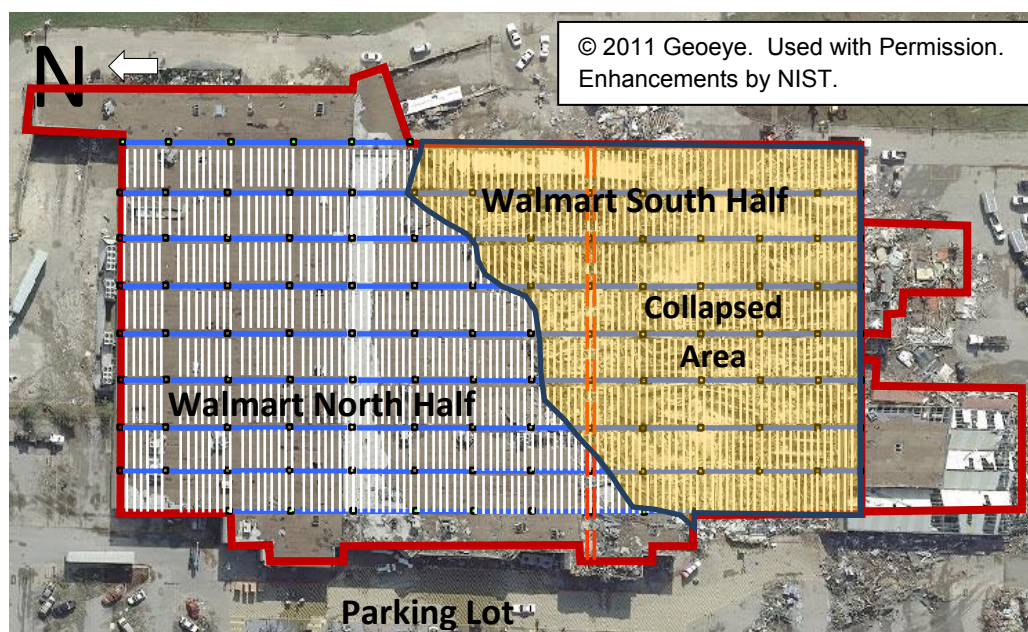 N
© 2011 Geoeye. Used with Permission.
Enhancements by NIST.
Walmart South Half
Collapsed
Area
Walmart North Half
Parking Lot